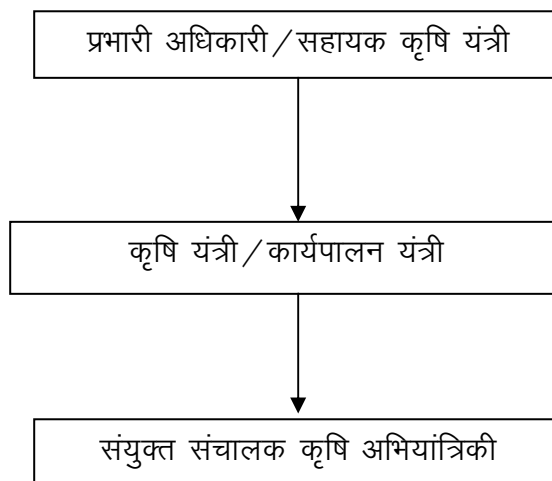 प्रभारी अधिकारी/सहायक कृषि यंत्री
कृषि यंत्री/कार्यपालन यंत्री
संयुक्त संचालक कृषि अभियांत्रिकी